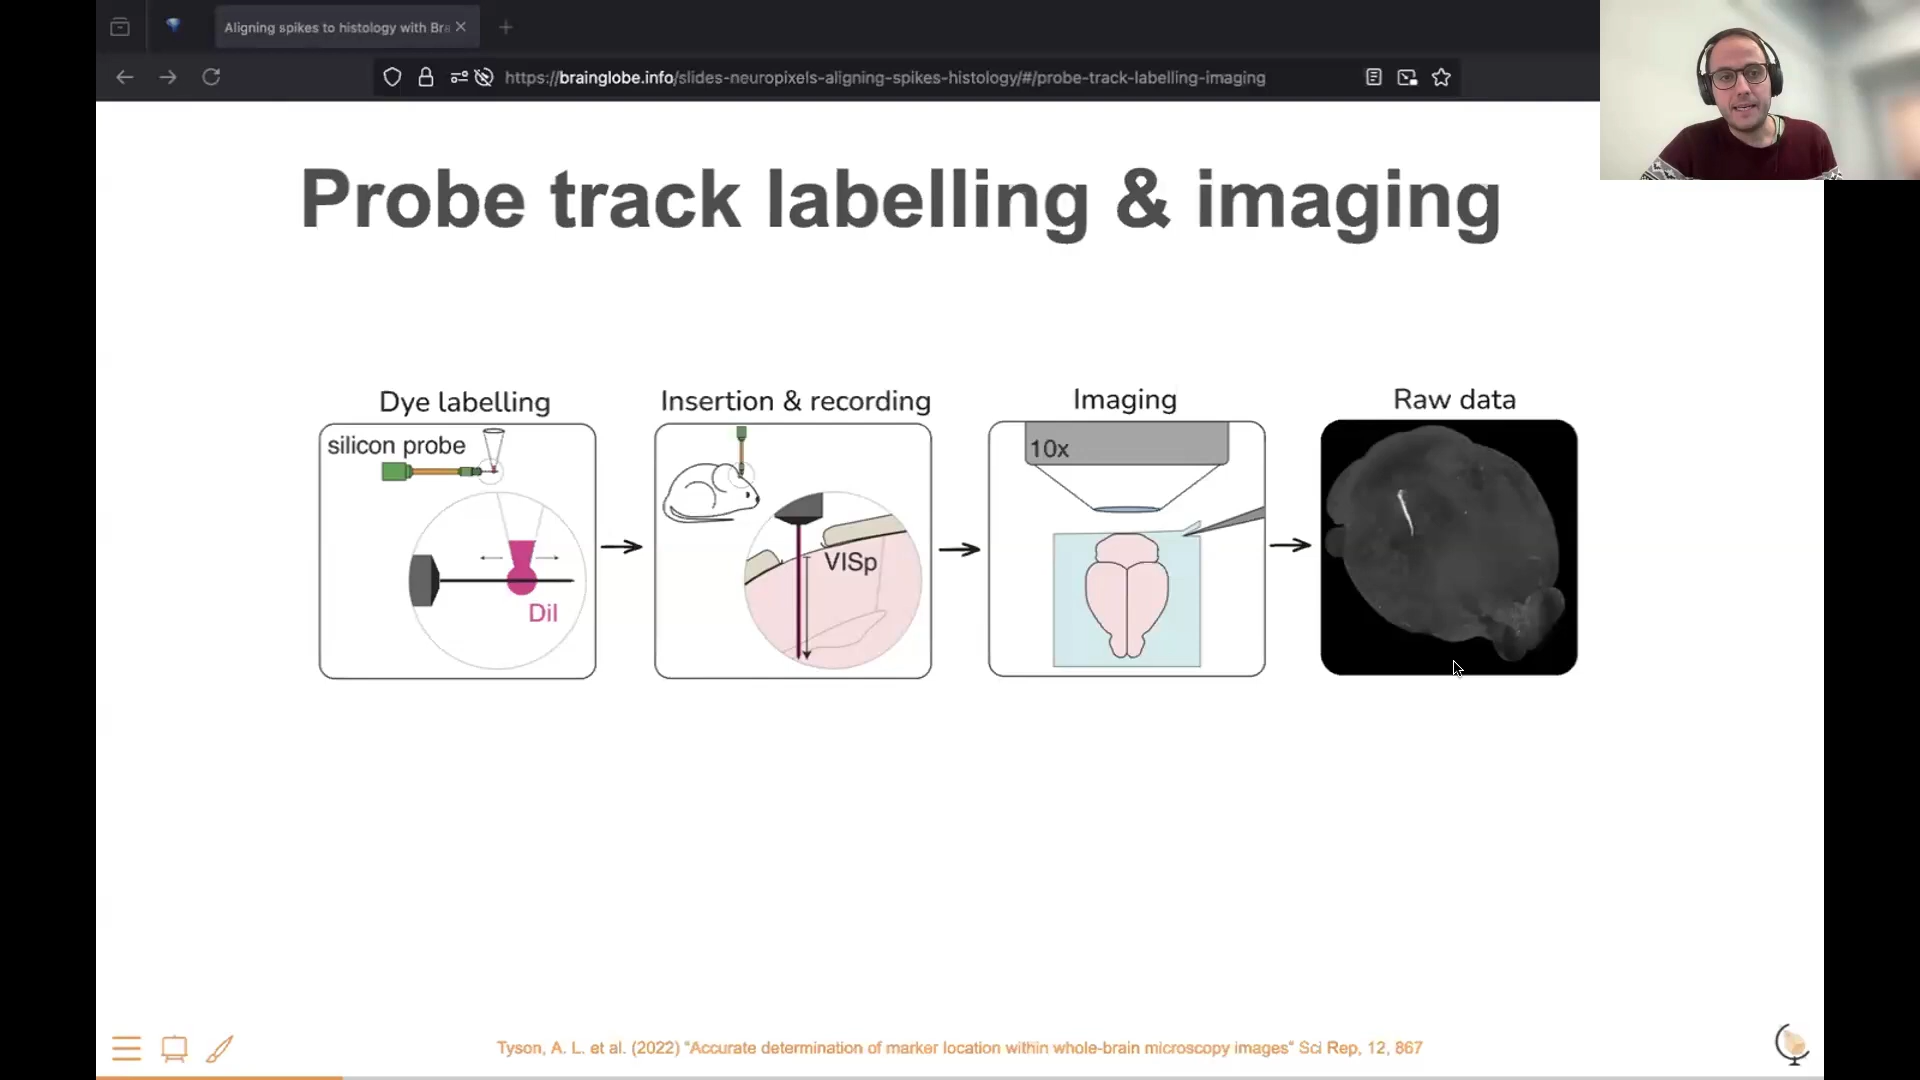 Aligning spikes to histology with Bra
https://brainglobe.info/slides-neuropixels-aligning-spikes-histology/#/probe-track-labelling-imaging
Probe track labelling & imaging
Dye labelling
silicon probe
DiI
Insertion & recording
VISp
Imaging
10x
Raw data
Tyson, A. L. et al. (2022) “Accurate determination of marker location within whole-brain microscopy images“ Sci Rep, 12, 867